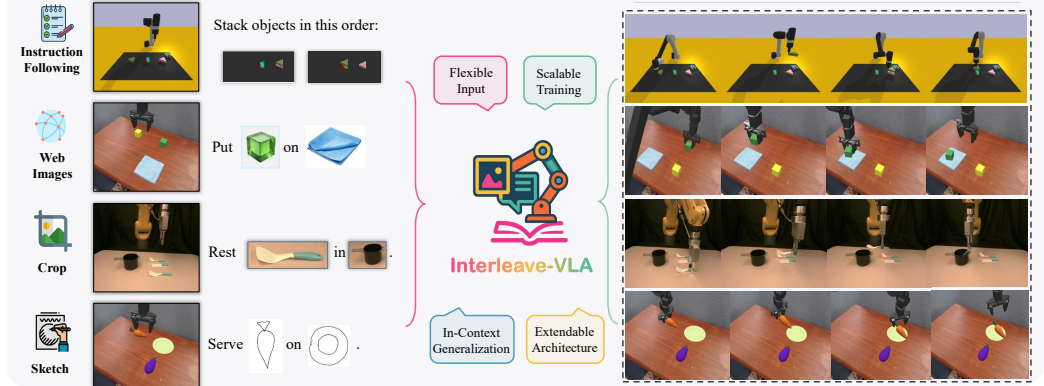 Instruction
Following
Stack objects in this order:
Web
Images
Put
on
Crop
Rest
in
.
Sketch
Serve
on
.
Flexible
Input
Scalable
Training
Interleave-VLA
In-Context
Generalization
Extendable
Architecture